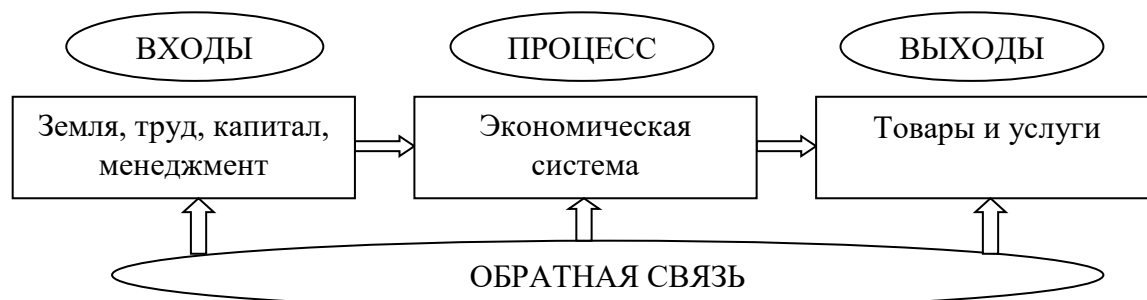 ВХОДЫ
ПРОЦЕСС
ВЫХОДЫ
Земля, труд, капитал,
менеджмент
Экономическая
система
Товары и услуги
ОБРАТНАЯ СВЯЗЬ